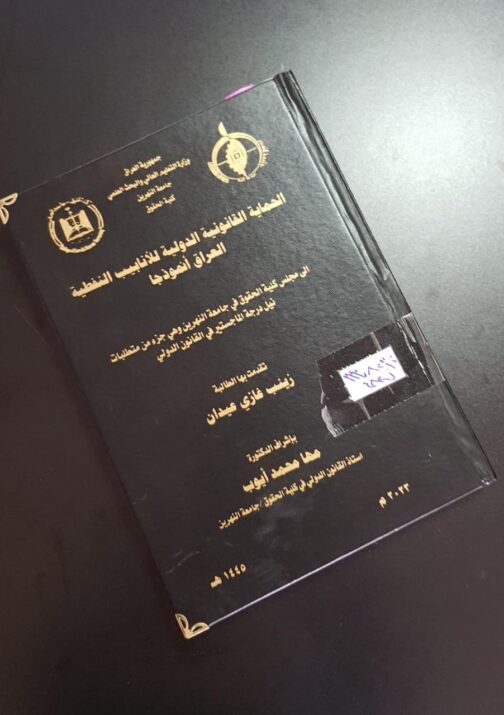 جمهورية العراق
وزارة التعليم العالي والبحث العلمي
جامعة النهرين
كلية الحقوق
الحماية القانونية الدولية للأنابيب النفطية
العراق أنموذجا
الى مجلس كلية الحقوق في جامعة النهرين وهي جزء من متطلبات
نيل درجة الماجستير في القانون الدولي
تقدمت بها الطالبة
زينب غازي عيدان
بإشراف الدكتورة
مها محمد أيوب
استاذ القانون الدولي في كلية الحقوق /جامعة النهرين
٢٠٢٣ م
١٤٤٥ هـ